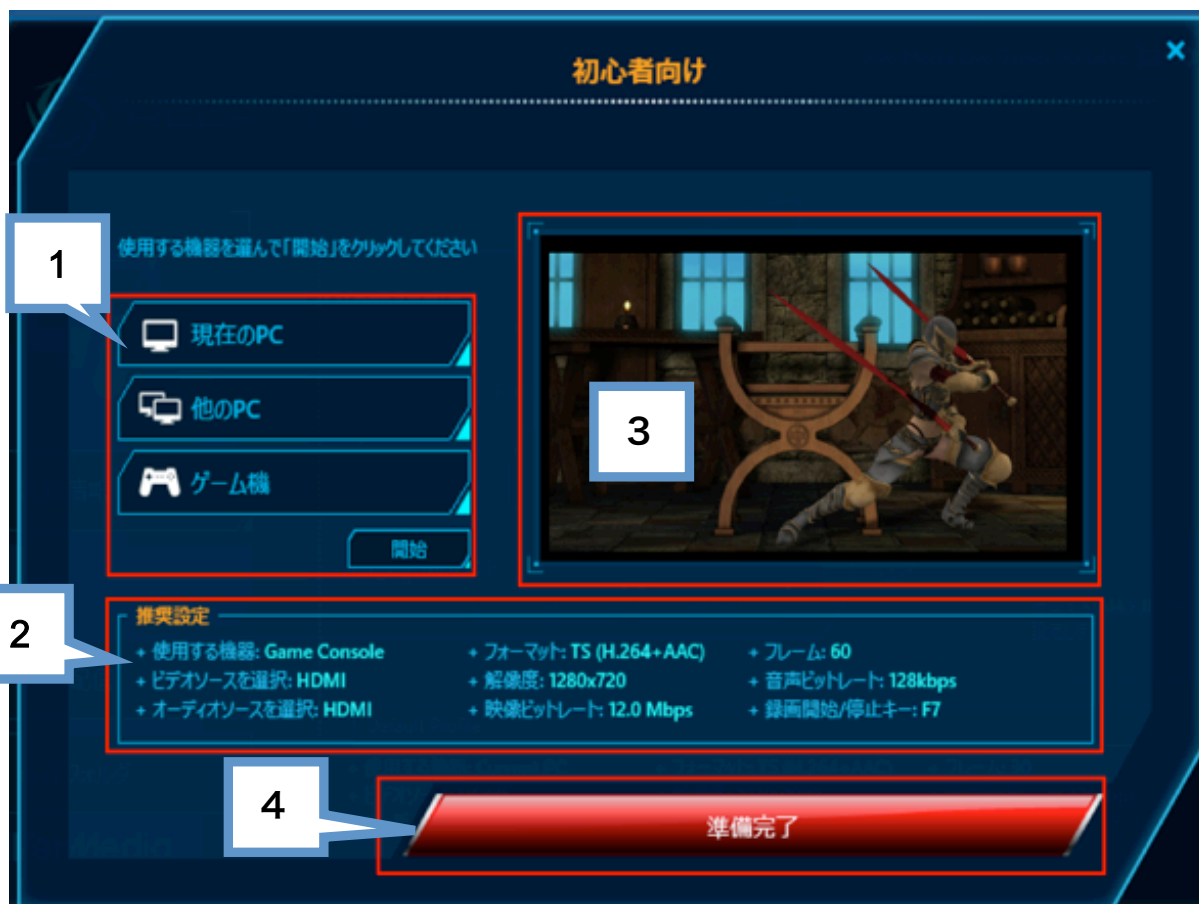 初心者向け
×
1
使用する機器を選んで「開始」をクリックしてください
現在のPC
他のPC
ゲーム機
開始
3
2
推奨設定
+ 使用する機器: Game Console
+ フォーマット: TS (H.264+AAC)
+ フレーム: 60
+ ビデオソースを選択: HDMI
+ 解像度: 1280x720
+ 音声ビットレート: 128kbps
+ オーディオソースを選択: HDMI
+ 映像ビットレート: 12.0 Mbps
+ 録画開始/停止キー: F7
4
準備完了